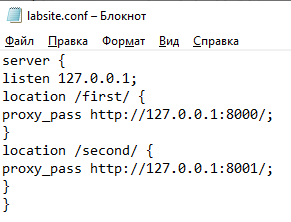 labsite.conf – Блокнот
Файл Правка Формат Вид Справка
server {
listen 127.0.0.1;
location /first/ {
proxy_pass http://127.0.0.1:8000/;
}
location /second/ {
proxy_pass http://127.0.0.1:8001/;
}
}